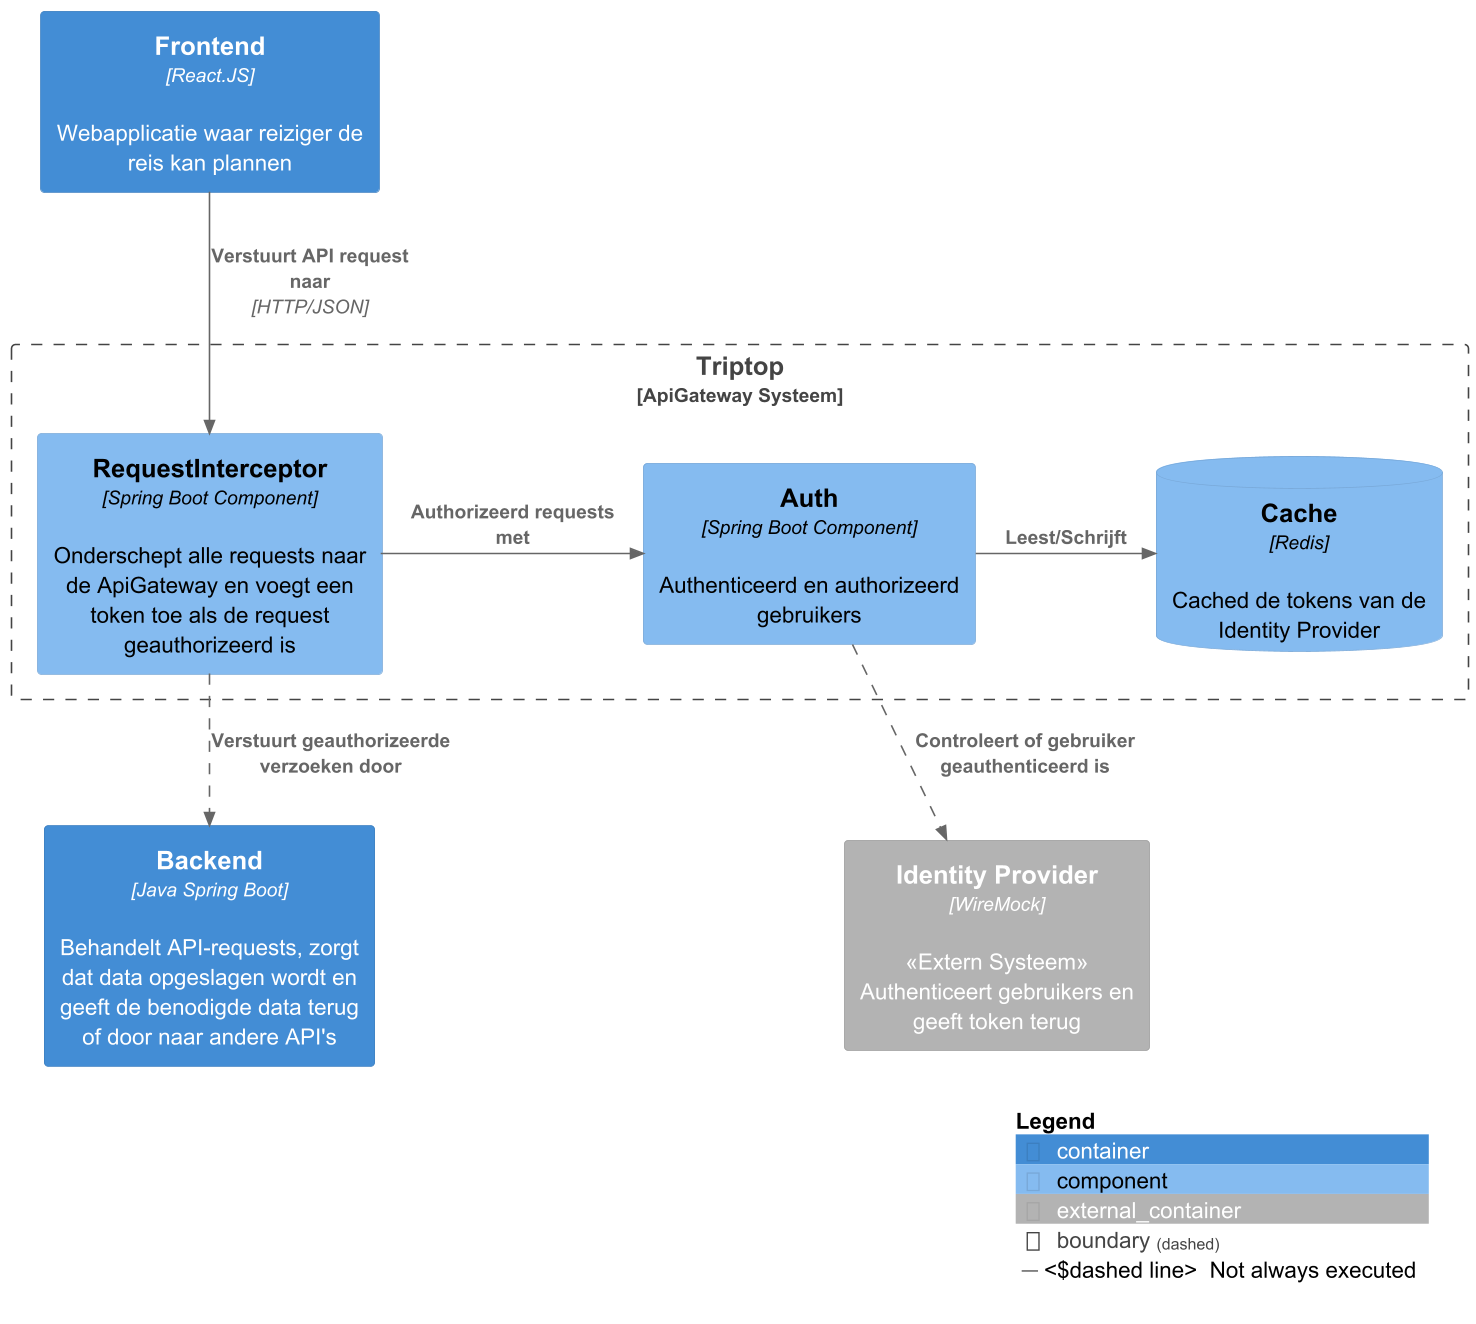 Frontend
[React.JS]
Webapplicatie waar reiziger de
reis kan plannen
Verstuurt API request
naar
[HTTP/JSON]
Triptop
[ApiGateway Systeem]
RequestInterceptor
[Spring Boot Component]
Onderschept alle requests naar
de ApiGateway en voegt een
token toe als de request
geauthorizeerd is
Authorizeerd requests
met
Auth
[Spring Boot Component]
Authenticeerd en authorizeerd
gebruikers
Leest/Schrijft
Cache
[Redis]
Cached de tokens van de
Identity Provider
Verstuurt geauthorizeerde
verzoeken door
Controleert of gebruiker
geauthenticeerd is
Backend
[Java Spring Boot]
Behandelt API-requests, zorgt
dat data opgeslagen wordt en
geeft de benodigde data terug
of door naar andere API's
Identity Provider
[WireMock]
«Extern Systeem»
Authenticeert gebruikers en
geeft token terug
Legend
container
component
external_container
boundary (dashed)
<$dashed line> Not always executed